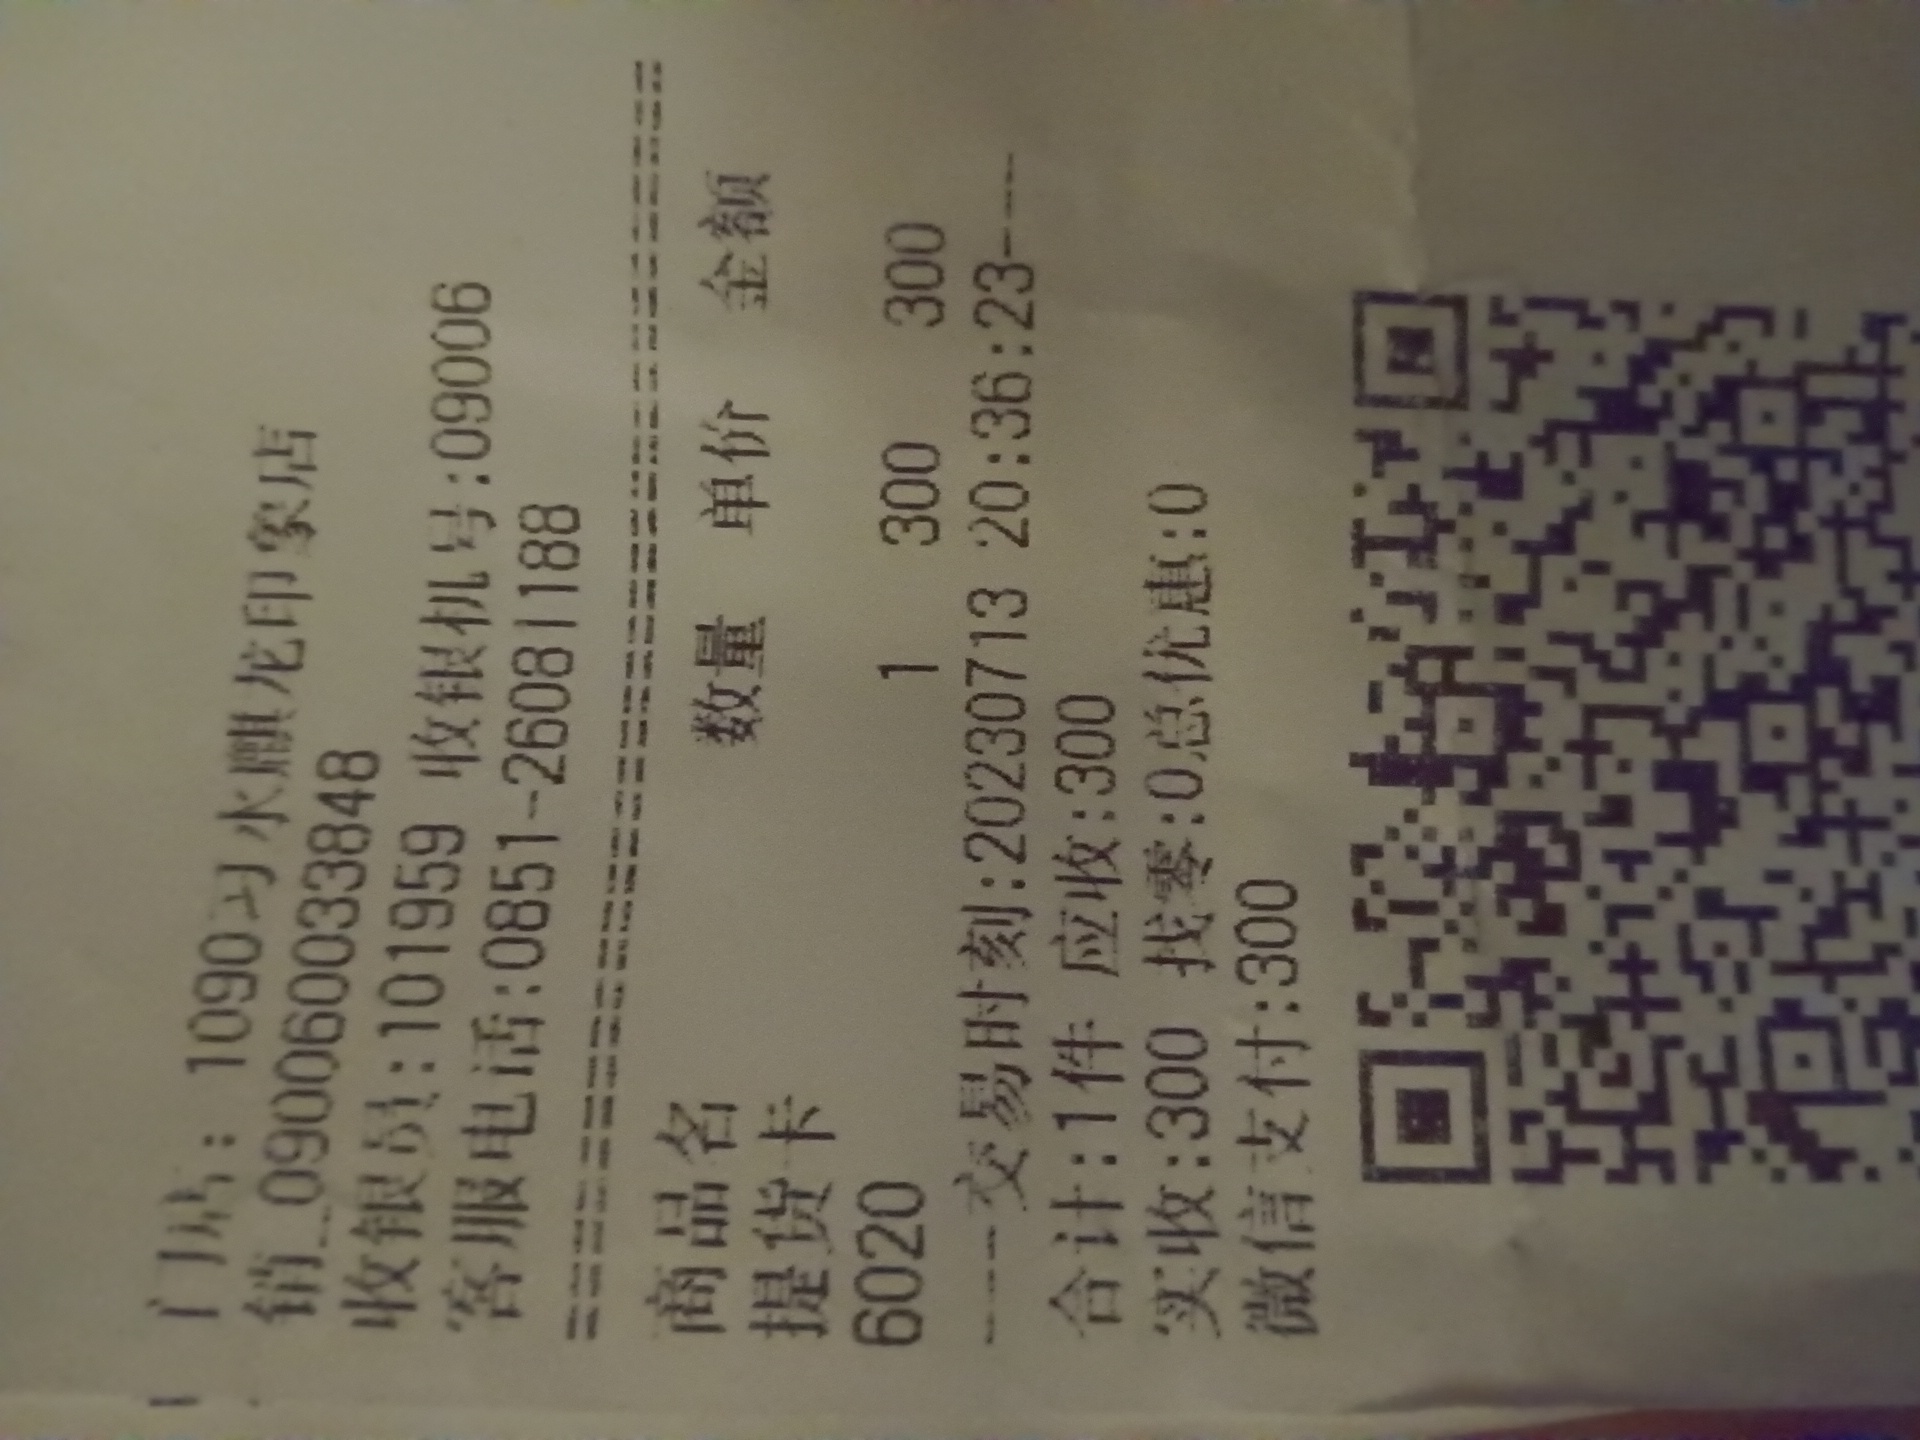 门店: 1090习水麒龙印象店
销_090060033848
收银员:101959 收银机号:09006
客服电话:0851-26081188
商品名 数量 单价 金额
提货卡
6020 1 300 300
----交易时刻:20230713 20:36:23----
合计:1件 应收:300
实收:300 找零:0总优惠:0
微信支付:300